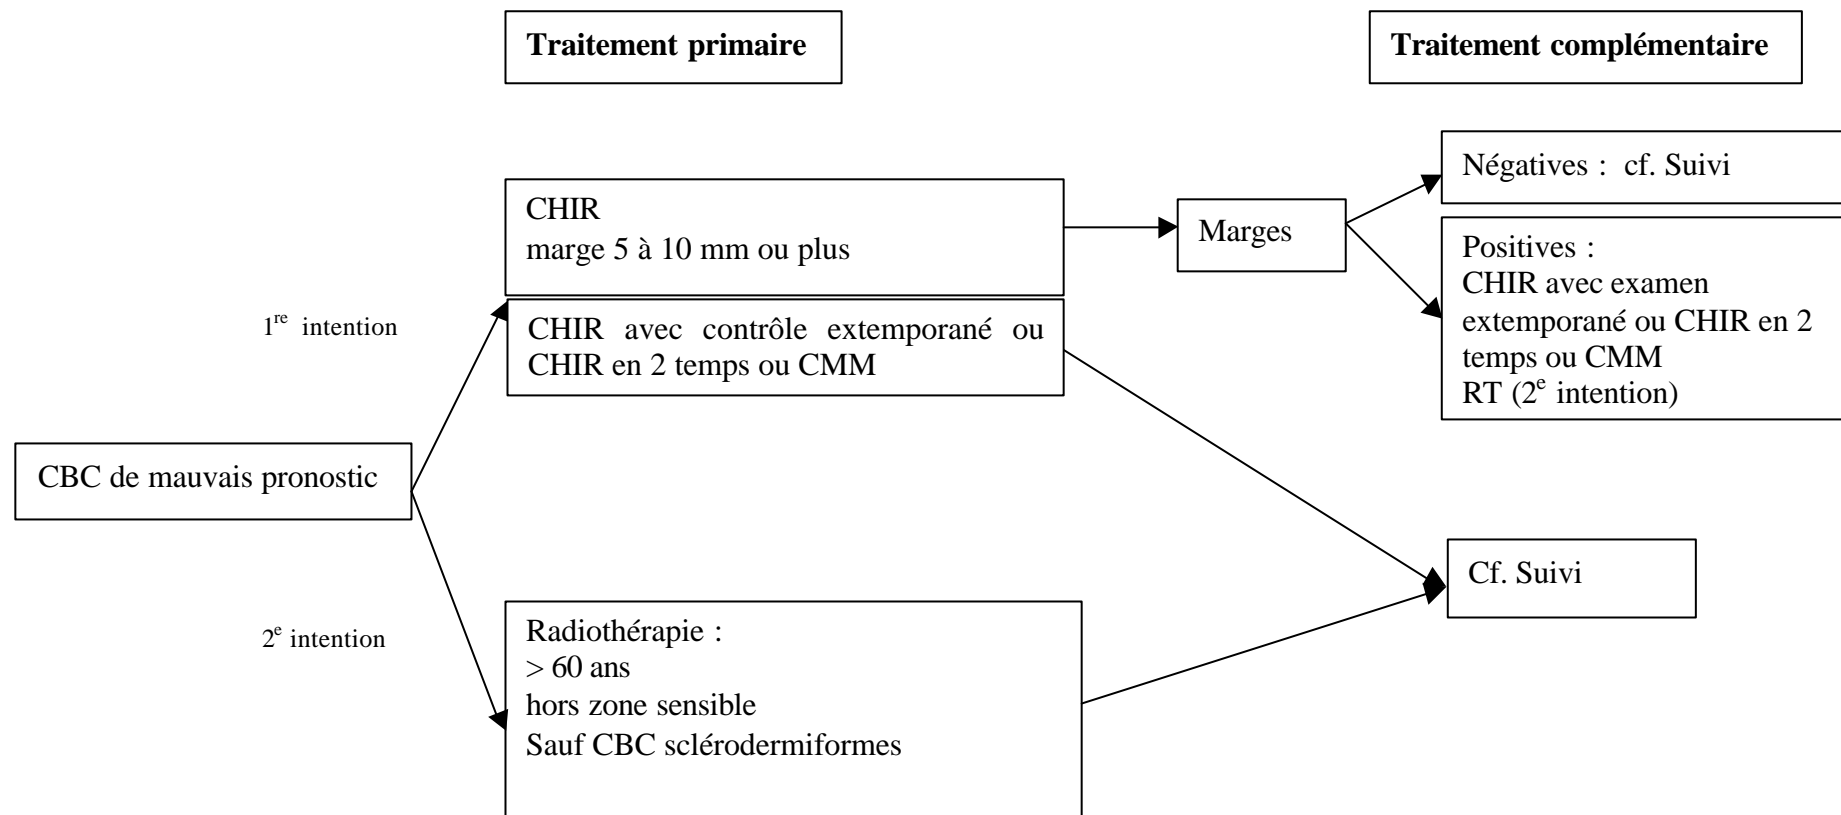 Traitement primaire
Traitement complémentaire
CHIR
marge 5 à 10 mm ou plus
Marges
Négatives : cf. Suivi
Positives :
CHIR avec examen
extemporané ou CHIR en 2
temps ou CMM
RT (2e intention)
1re intention
CHIR avec contrôle extemporané ou
CHIR en 2 temps ou CMM
CBC de mauvais pronostic
Cf. Suivi
2e intention
Radiothérapie :
> 60 ans
hors zone sensible
Sauf CBC sclérodermiformes